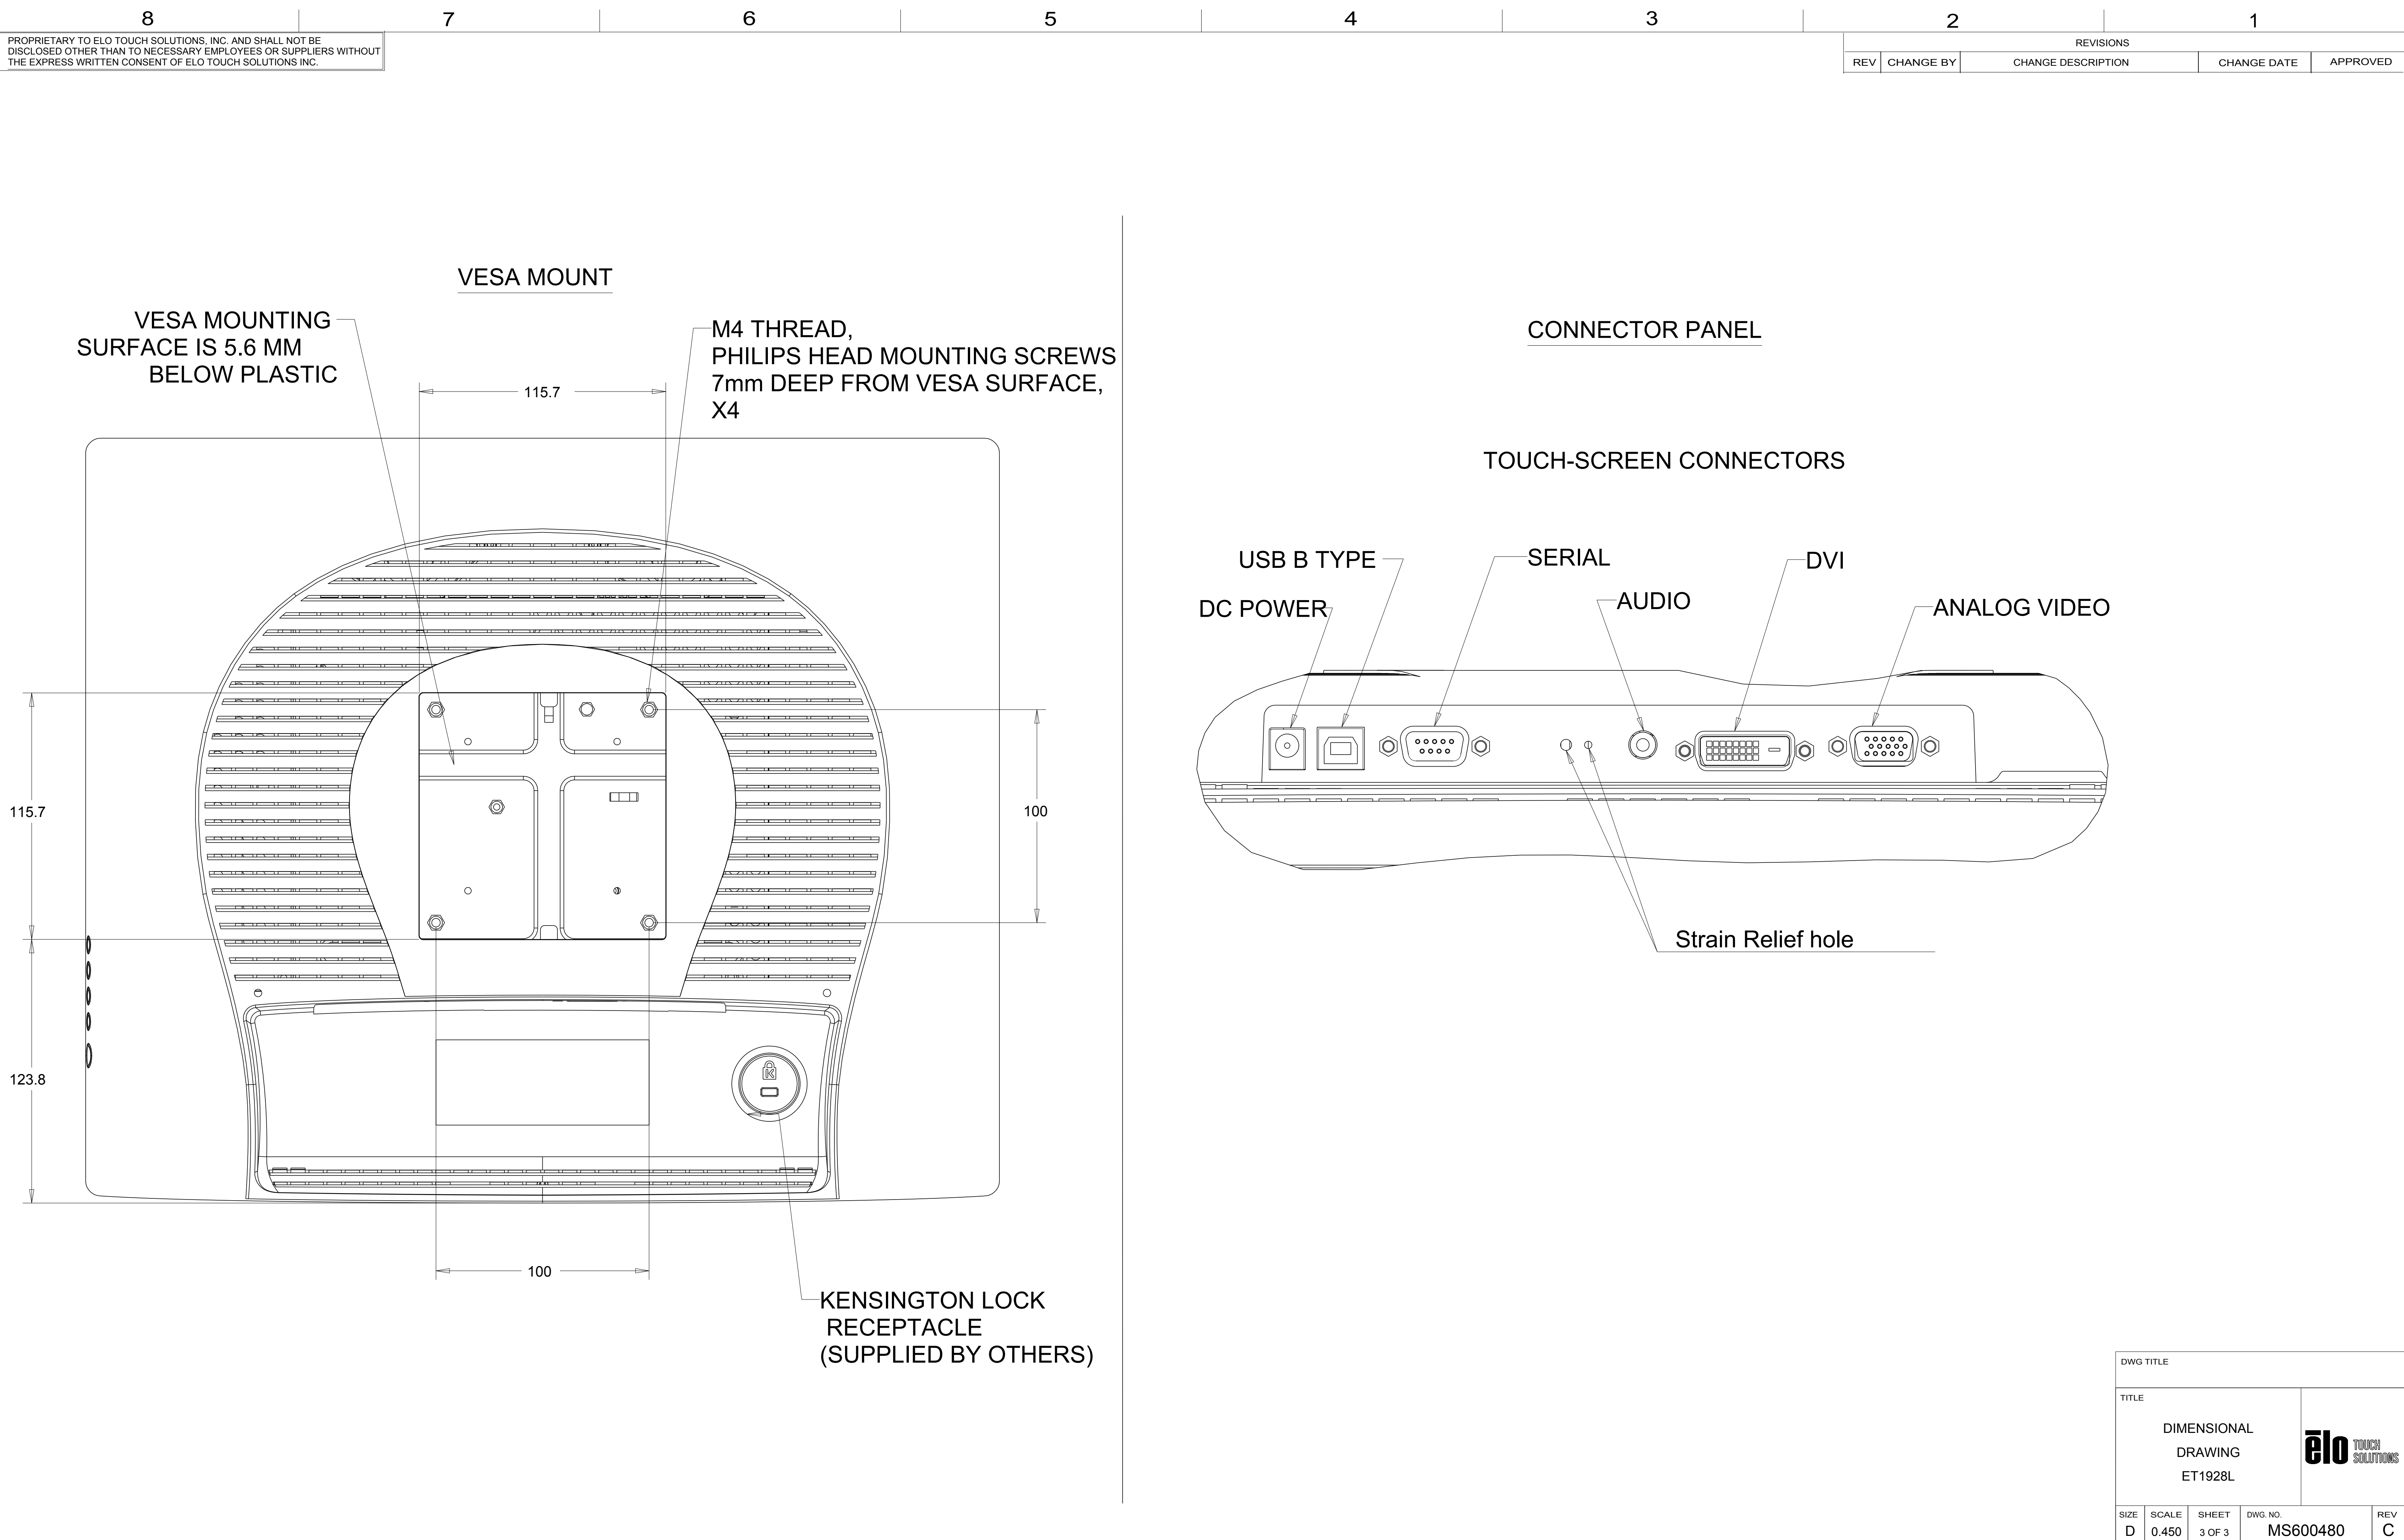 8 7 6 5 4 3 2 1
PROPRIETARY TO ELO TOUCH SOLUTIONS, INC. AND SHALL NOT BE
DISCLOSED OTHER THAN TO NECESSARY EMPLOYEES OR SUPPLIERS WITHOUT
THE EXPRESS WRITTEN CONSENT OF ELO TOUCH SOLUTIONS INC.
REVISIONS
REV CHANGE BY CHANGE DESCRIPTION CHANGE DATE APPROVED
VESA MOUNT
VESA MOUNTING
SURFACE IS 5.6 MM
BELOW PLASTIC
M4 THREAD,
PHILIPS HEAD MOUNTING SCREWS
7mm DEEP FROM VESA SURFACE,
X4
115.7
115.7
100
123.8
K
100
KENSINGTON LOCK
RECEPTACLE
(SUPPLIED BY OTHERS)
CONNECTOR PANEL
TOUCH-SCREEN CONNECTORS
USB B TYPE
SERIAL
DVI
DC POWER
AUDIO
ANALOG VIDEO
Strain Relief hole
DWG TITLE
TITLE
DIMENSIONAL
DRAWING
ET1928L
ēlo TOUCH
SOLUTIONS
SIZE SCALE SHEET DWG. NO. REV
D 0.450 3 OF 3 MS600480 C